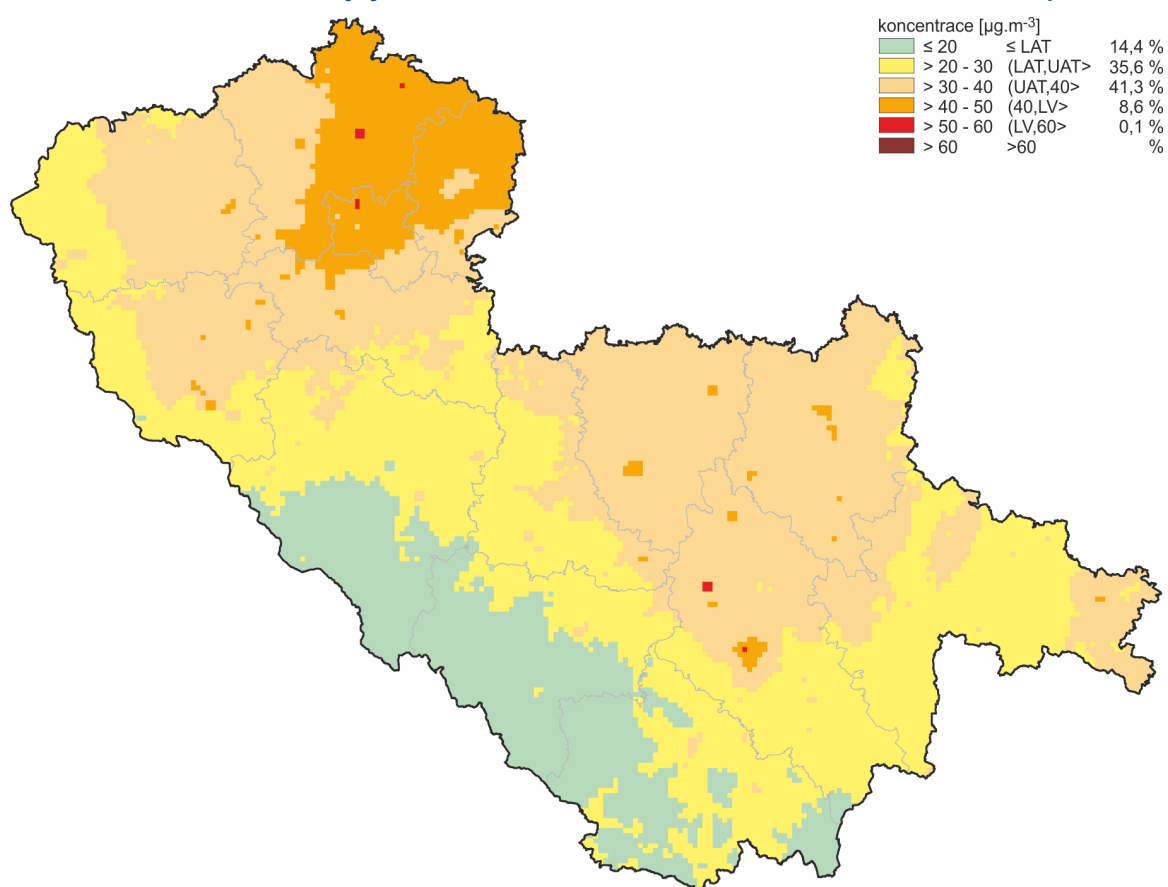 koncentrace [µg.m-3]
≤ 20 ≤ LAT 14,4 %
> 20 - 30 (LAT,UAT> 35,6 %
> 30 - 40 (UAT,40> 41,3 %
> 40 - 50 (40,LV> 8,6 %
> 50 - 60 (LV,60> 0,1 %
> 60 >60 %